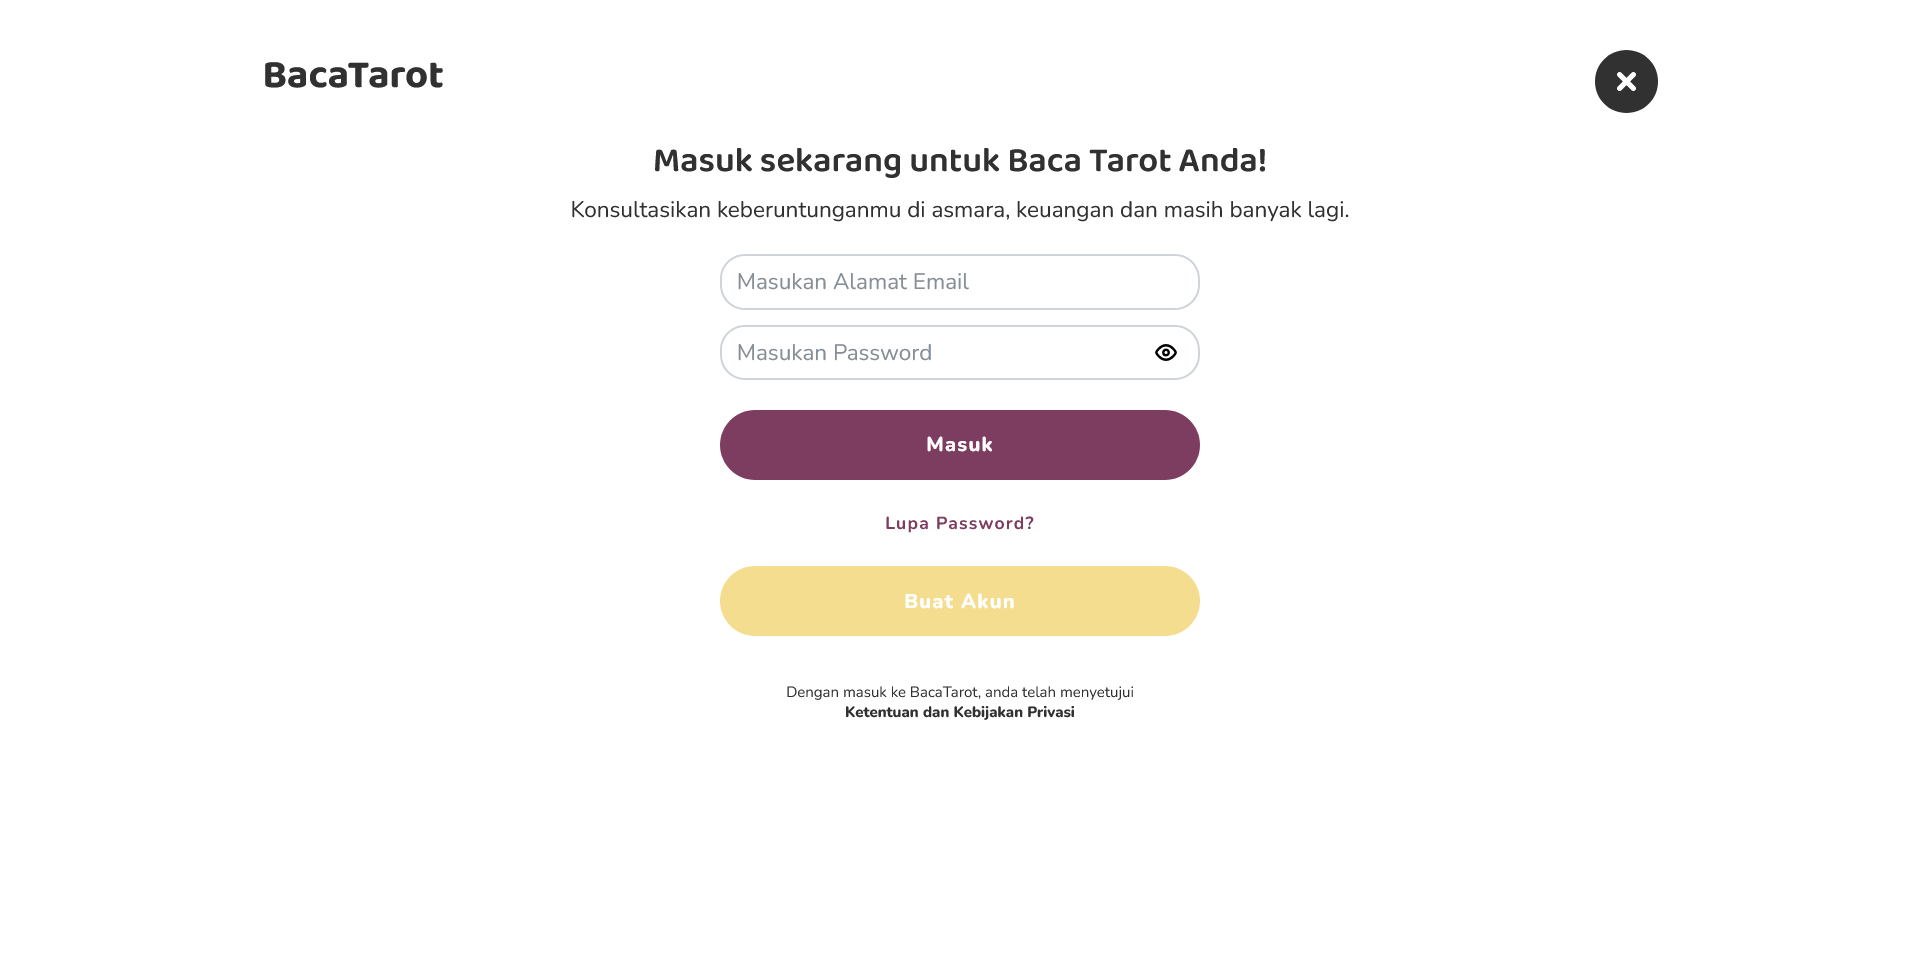 BacaTarot
Masuk sekarang untuk Baca Tarot Anda!
Konsultasikan keberuntunganmu di asmara, keuangan dan masih banyak lagi.
Masukan Alamat Email
Masukan Password
Masuk
Lupa Password?
Buat Akun
Dengan masuk ke BacaTarot, anda telah menyetujui
Ketentuan dan Kebijakan Privasi